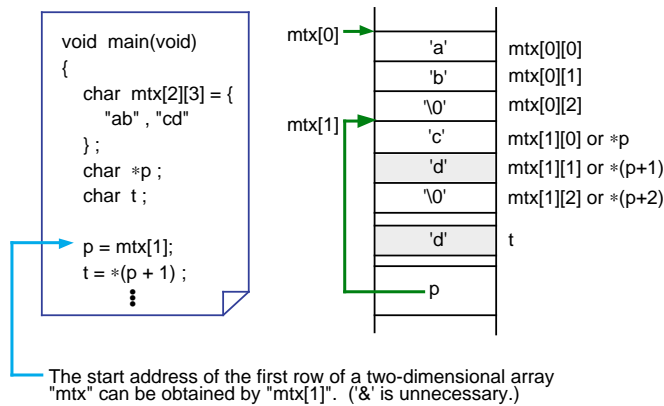 void main(void)
{
char mtx[2][3] = {
"ab" , "cd"
} ;
char *p ;
char t ;
p = mtx[1];
t = *(p + 1) ;
mtx[0]
'a' mtx[0][0]
'b' mtx[0][1]
'\0' mtx[0][2]
mtx[1]
'c' mtx[1][0] or *p
'd' mtx[1][1] or *(p+1)
'\0' mtx[1][2] or *(p+2)
'd' t
p
The start address of the first row of a two-dimensional array
"mtx" can be obtained by "mtx[1]". ('&' is unnecessary.)